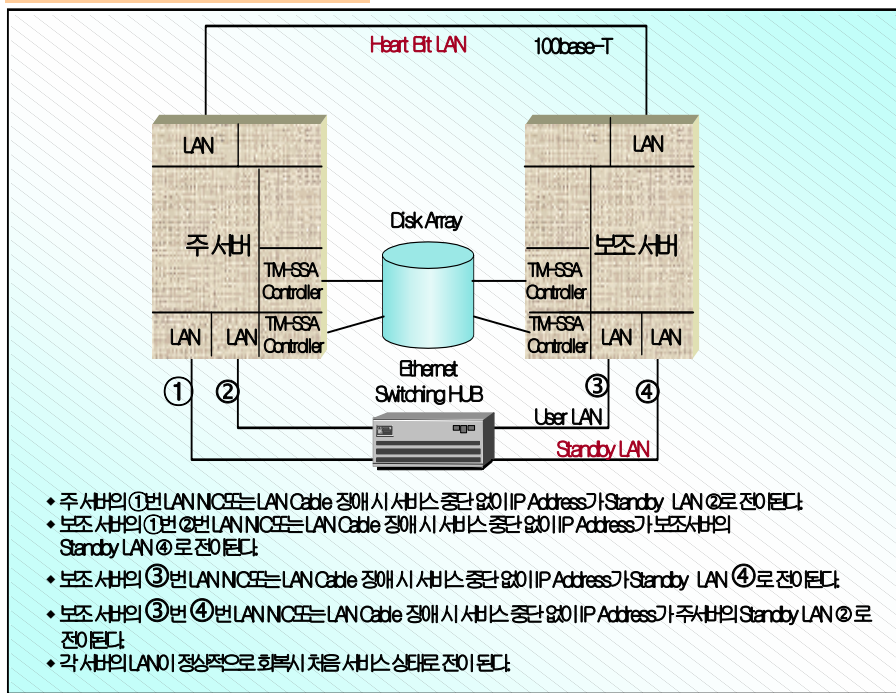 Heart Bit LAN 100base-T
LAN LAN
Disk Array
주 서버 보조 서버
TM-SSA
Controller
TM-SSA
Controller
LAN LAN TM-SSA
Controller
TM-SSA
Controller LAN LAN
Ethernet
Switching HUB
① ② ③ ④
User LAN
Standby LAN
◆ 주 서버의 ①번 LAN NIC또는 LAN Cable 장애 시 서비스 중단 없이 IP Address가 Standby LAN ②로 전이된다.
◆ 보조 서버의 ①번 ②번 LAN NIC또는 LAN Cable 장애 시 서비스 중단 없이 IP Address가 보조서버의
Standby LAN ④ 로 전이된다.
◆ 보조 서버의 ③번 LAN NIC또는 LAN Cable 장애 시 서비스 중단 없이 IP Address가 Standby LAN ④로 전이된다.
◆ 보조 서버의 ③번 ④번 LAN NIC또는 LAN Cable 장애 시 서비스 중단 없이 IP Address가 주서버의 Standby LAN ② 로
전이된다.
◆ 각 서버의 LAN이 정상적으로 회복시 처음 서비스 상태로 전이 된다.